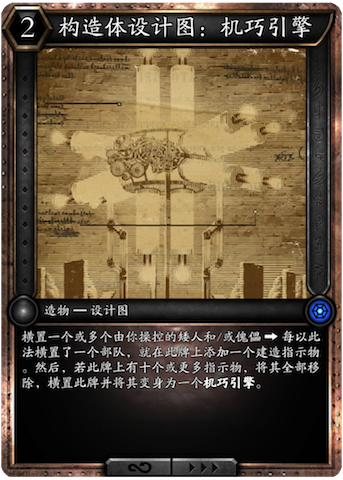 2 构造体设计图：机巧引擎
造物 — 设计图
横置一个或多个由你操控的矮人和/或傀儡 ➡ 每以此
法横置了一个部队，就在此牌上添加一个建造指示物
。然后，若此牌上有十个或更多指示物，将其全部移
除，横置此牌并将其变身为一个机巧引擎。